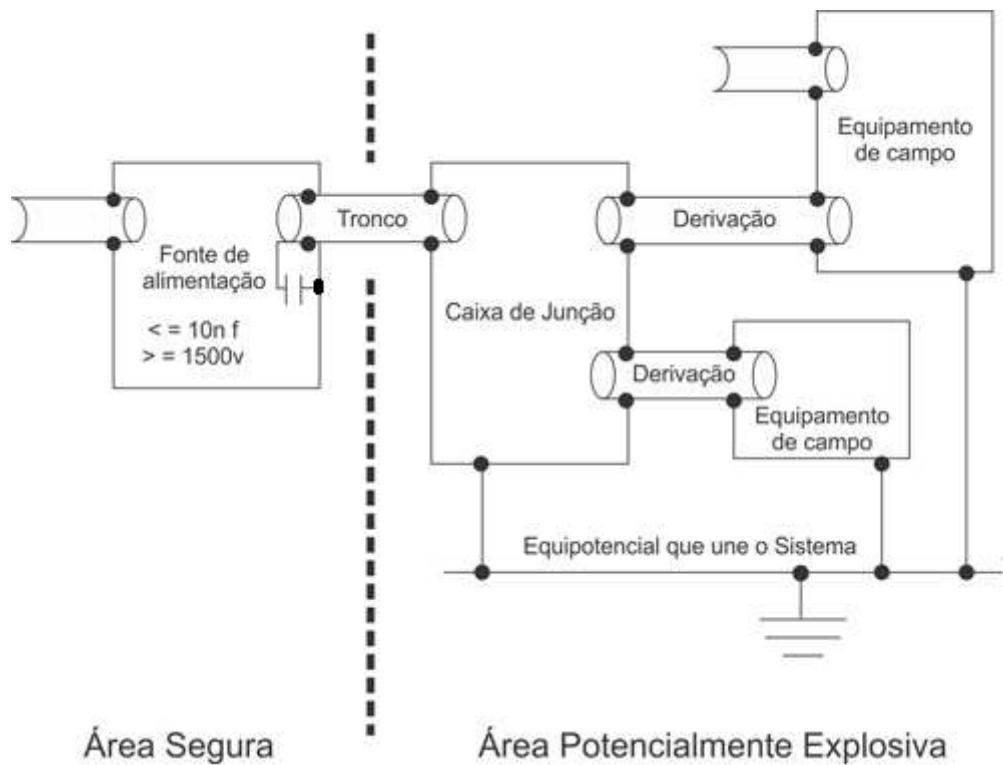 Equipamento
de campo
Tronco
Derivação
Fonte de
alimentação
< = 10n f
> = 1500v
Caixa de Junção
Derivação
Equipamento
de campo
Equipotencial que une o Sistema
Área Segura
Área Potencialmente Explosiva